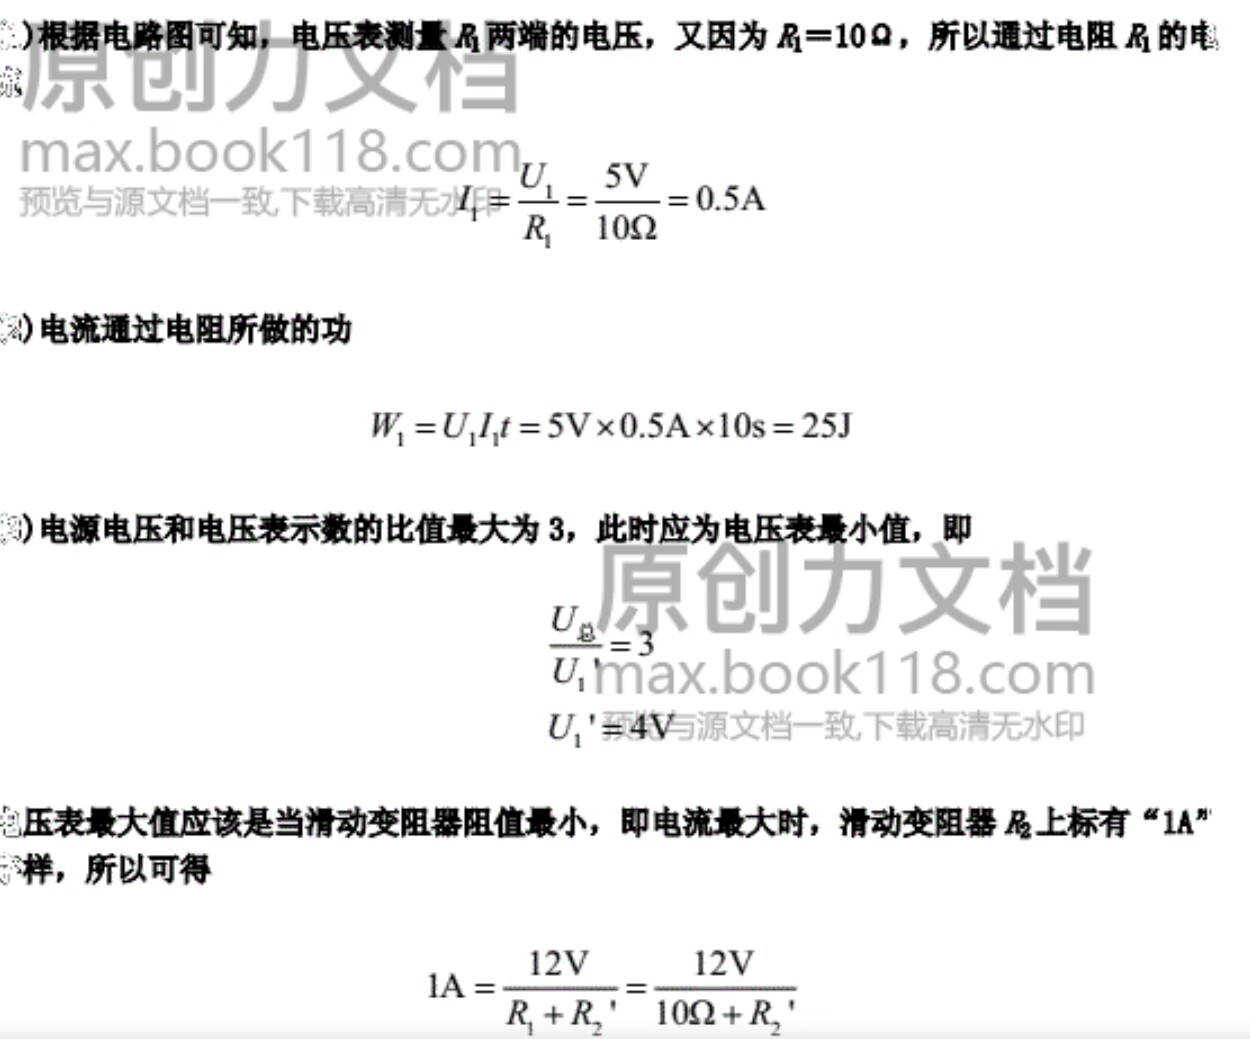 )根据电路图可知，电压表测量 R₁ 两端的电压，又因为 R₁=10Ω，所以通过电阻 R₁ 的电
流
原创力文档
max.book118.com
预览与源文档一致,下载高清无水印
I₁ = U₁/R₁ = 5V/10Ω = 0.5A
)电流通过电阻所做的功
W₁ = U₁I₁t = 5V×0.5A×10s = 25J
)电源电压和电压表示数的比值最大为 3，此时应为电压表最小值，即
原创力文档
max.book118.com
预览与源文档一致,下载高清无水印
U总/U₁' = 3
U₁' = 4V
电压表最大值应该是当滑动变阻器阻值最小，即电流最大时，滑动变阻器 R₂ 上标有“1A”
样，所以可得
1A = 12V/(R₁ + R₂') = 12V/(10Ω + R₂')